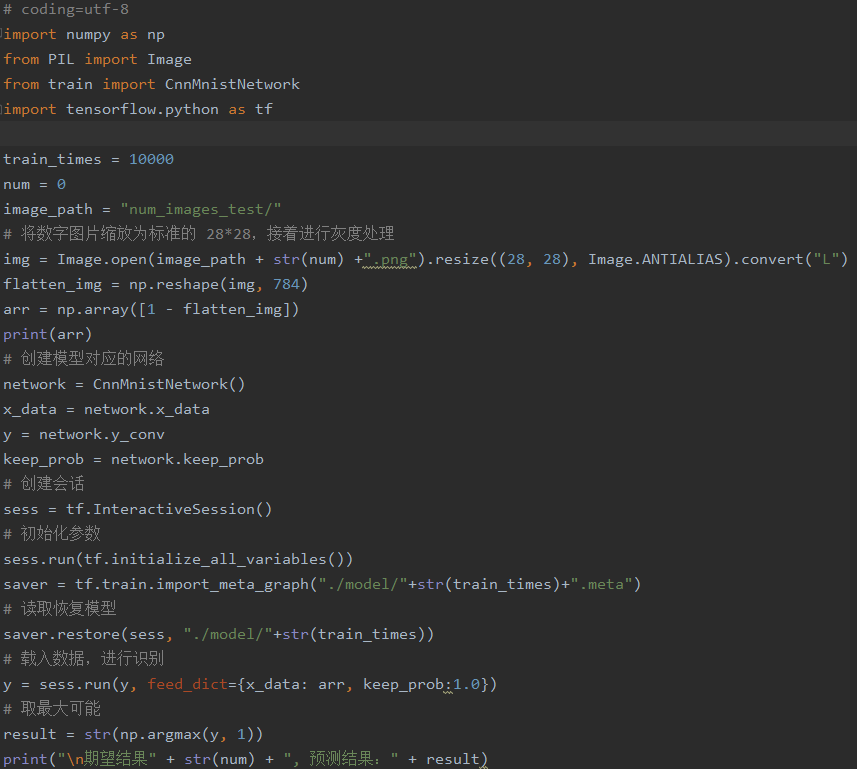 # coding=utf-8
import numpy as np
from PIL import Image
from train import CnnMnistNetwork
import tensorflow.python as tf
train_times = 10000
num = 0
image_path = "num_images_test/"
# 将数字图片缩放为标准的 28*28，接着进行灰度处理
img = Image.open(image_path + str(num) +".png").resize((28, 28), Image.ANTIALIAS).convert("L")
flatten_img = np.reshape(img, 784)
arr = np.array([1 - flatten_img])
print(arr)
# 创建模型对应的网络
network = CnnMnistNetwork()
x_data = network.x_data
y = network.y_conv
keep_prob = network.keep_prob
# 创建会话
sess = tf.InteractiveSession()
# 初始化参数
sess.run(tf.initialize_all_variables())
saver = tf.train.import_meta_graph("./model/"+str(train_times)+".meta")
# 读取恢复模型
saver.restore(sess, "./model/"+str(train_times))
# 载入数据，进行识别
y = sess.run(y, feed_dict={x_data: arr, keep_prob:1.0})
# 取最大可能
result = str(np.argmax(y, 1))
print("\n期望结果" + str(num) + ", 预测结果：" + result)